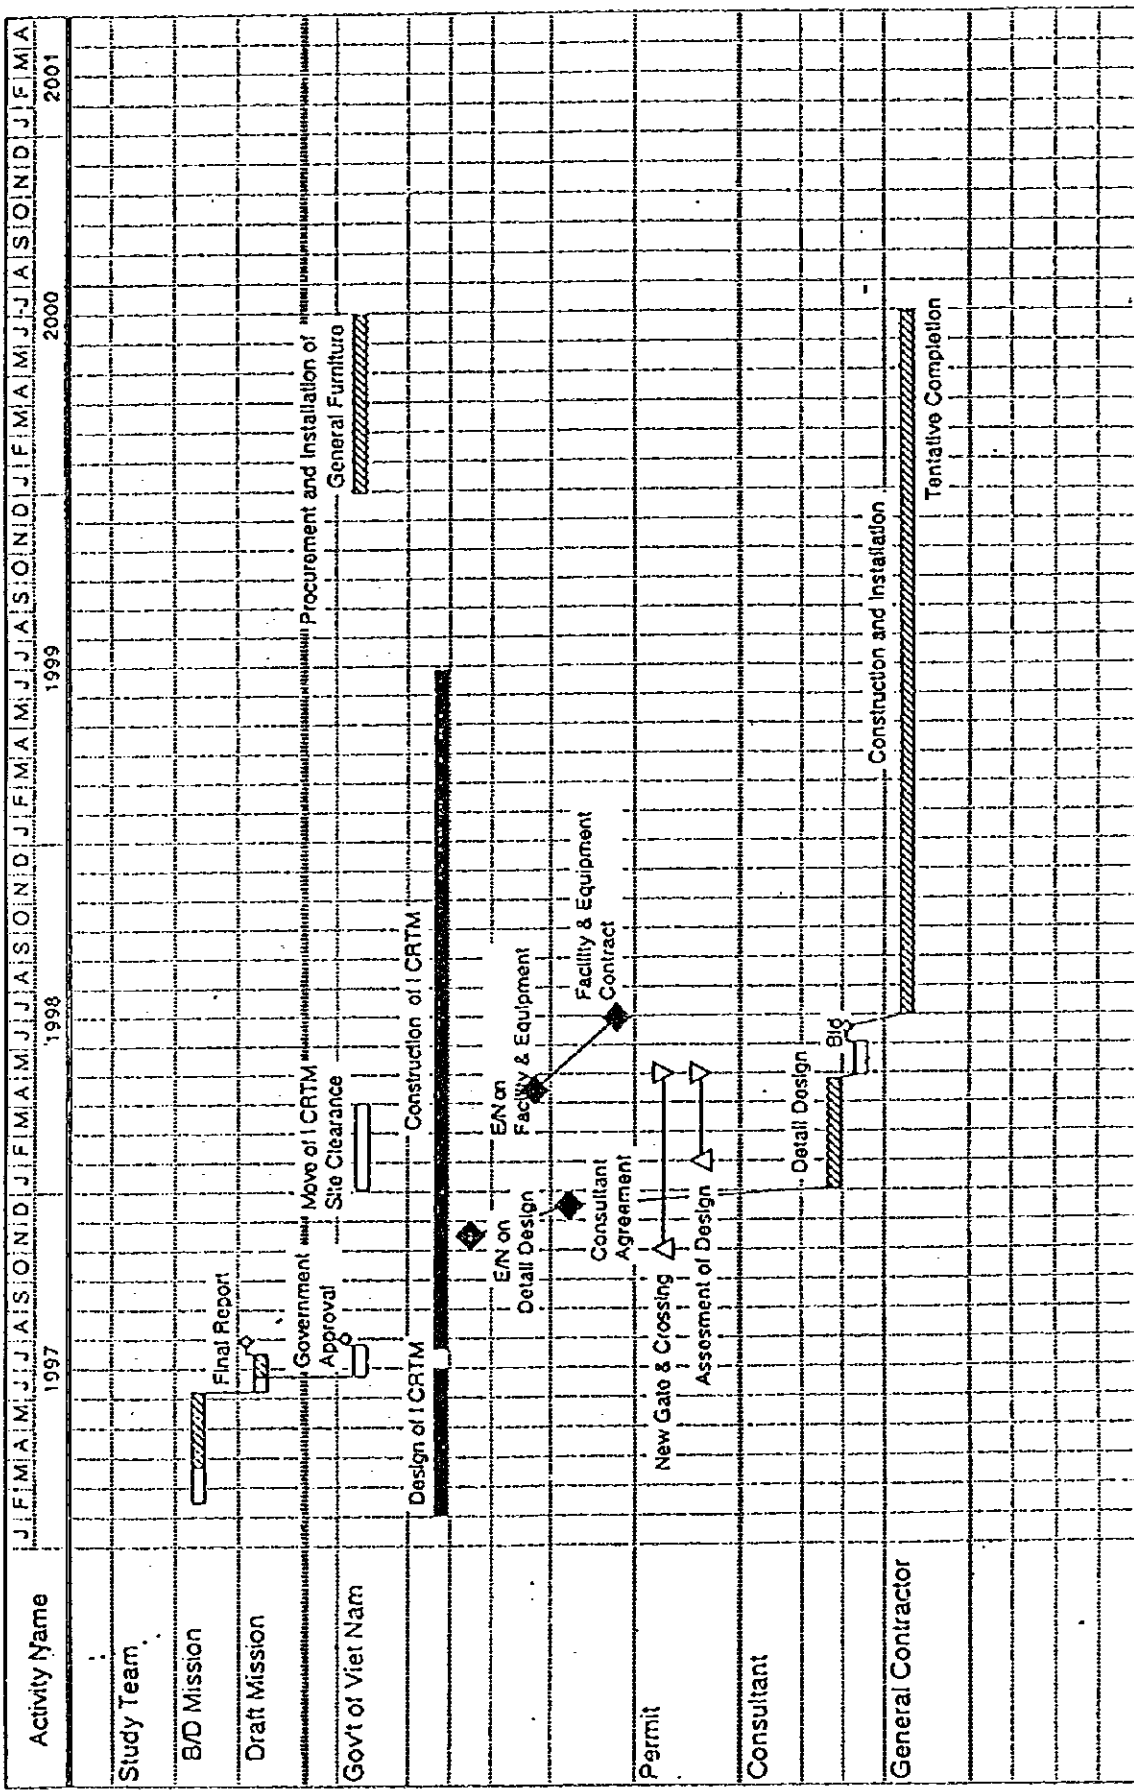 Activity Name
J F M A M J J A S O N D J F M A M J J A S O N D J F M A M J J A S O N D J F M A M J J A S O N D J F M A
1997 1998 1999 2000 2001
Study Team
B/D Mission
Final Report
Draft Mission
Government
Approval
Move of I CRTM
Site Clearance
Procurement and Installation of
General Furniture
Gov't of Viet Nam
Design of I CRTM
Construction of I CRTM
E/N on
Detail Design
E/N on
Facility & Equipment
Consultant
Agreement
Facility & Equipment
Contract
Permit
New Gate & Crossing
Assesment of Design
Consultant
Detail Design
Bid
Construction and Installation
General Contractor
Tentative Completion